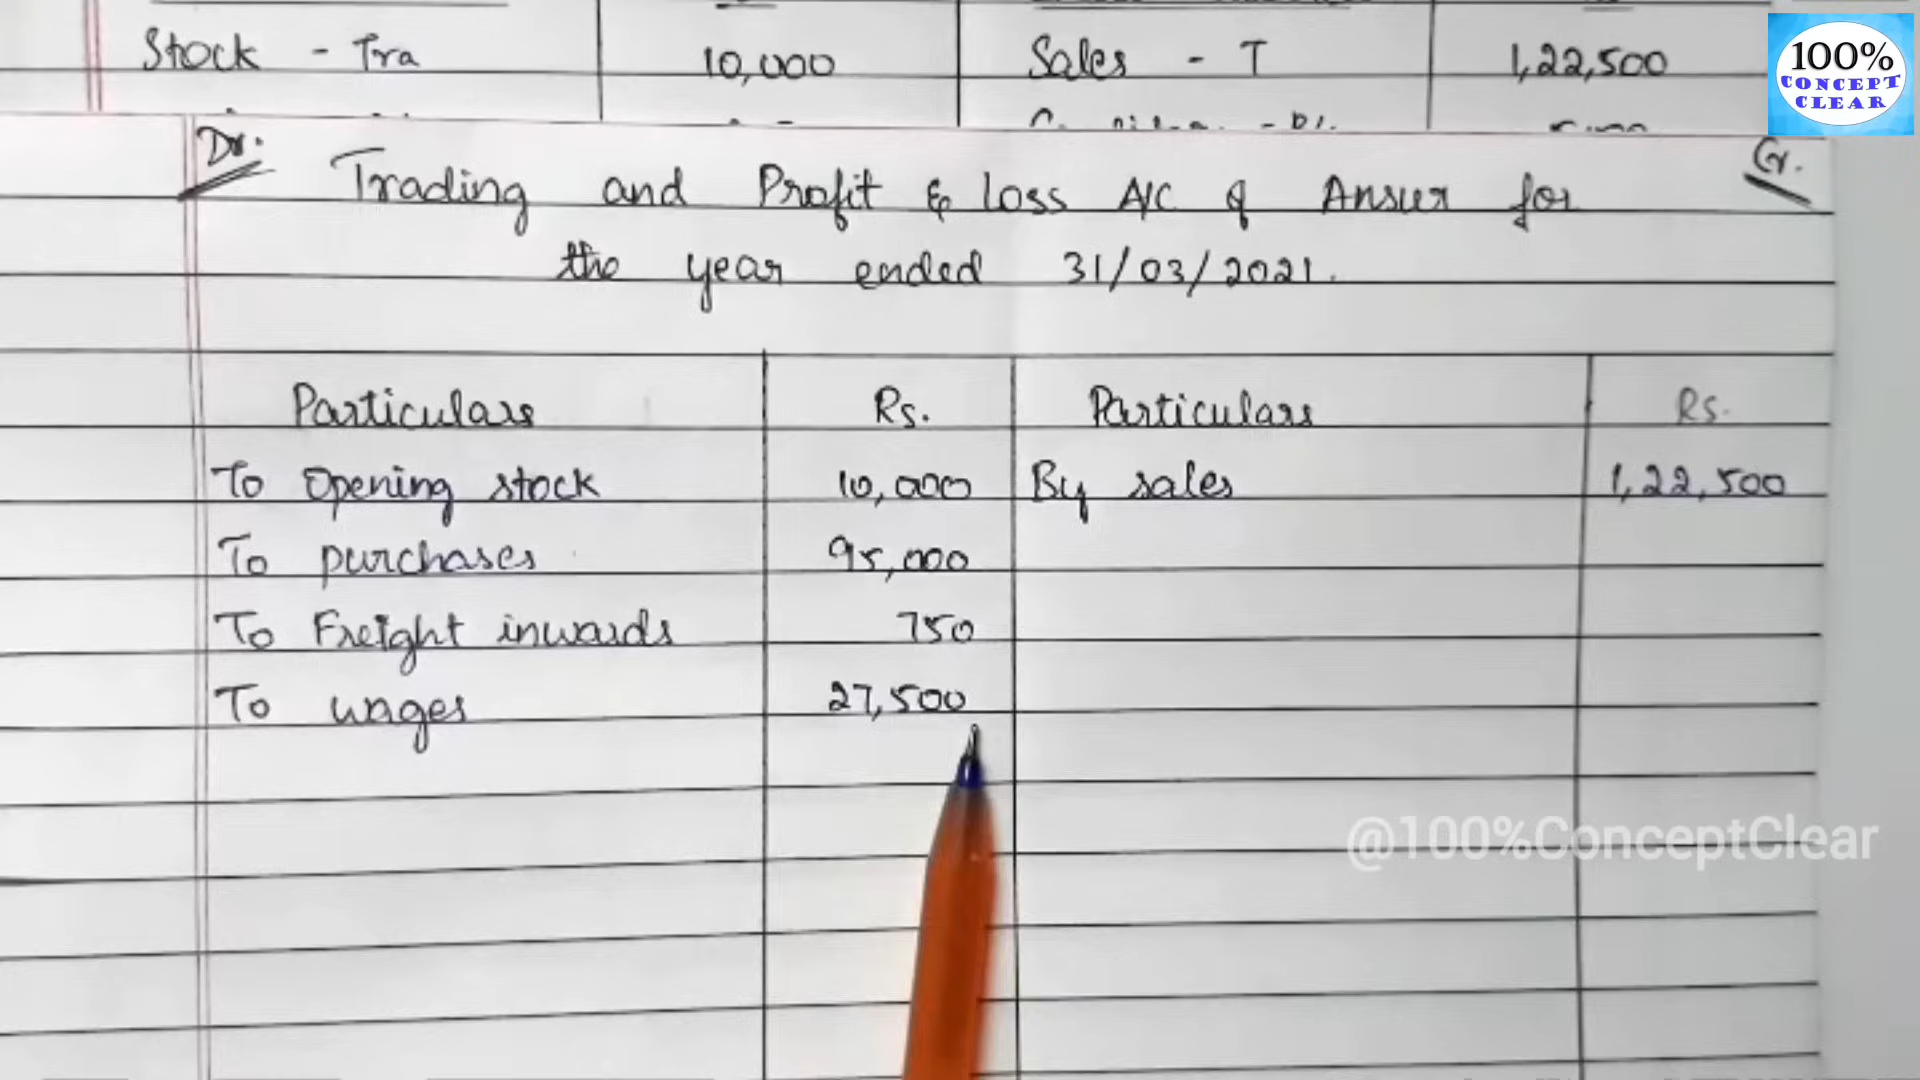 Stock - Tra 10,000 Sales - T 1,22,500
100%
CONCEPT
CLEAR
Dr. Cr.
Trading and Profit & loss A/C of Ansur for
the year ended 31/03/2021.
Particulars Rs. Particulars Rs.
To Opening stock 10,000 By sales 1,22,500
To purchases 95,000
To Freight inwards 750
To wages 27,500
@100%ConceptClear